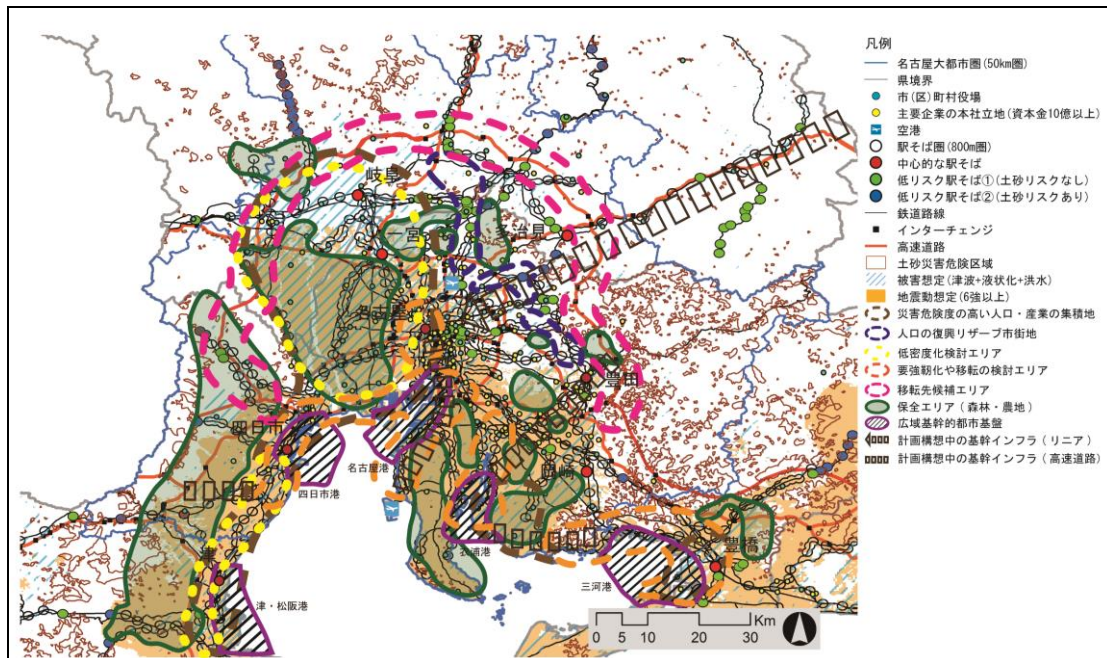 岐阜
一宮
多治見
名古屋
豊田
四日市
四日市港
名古屋港
岡崎
衣浦港
津
豊橋
三河港
津・松阪港
Km
0 5 10 20 30
凡例
名古屋大都市圏(50km圏)
県境界
市(区)町村役場
主要企業の本社立地(資本金10億以上)
空港
駅そば圏(800m圏)
中心的な駅そば
低リスク駅そば①(土砂リスクなし)
低リスク駅そば②(土砂リスクあり)
鉄道路線
インターチェンジ
高速道路
土砂災害危険区域
被害想定(津波+液状化+洪水)
地震動想定(6強以上)
災害危険度の高い人口・産業の集積地
人口の復興リザーブ市街地
低密度化検討エリア
要強靭化や移転の検討エリア
移転先候補エリア
保全エリア(森林・農地)
広域基幹的都市基盤
計画構想中の基幹インフラ(リニア)
計画構想中の基幹インフラ(高速道路)